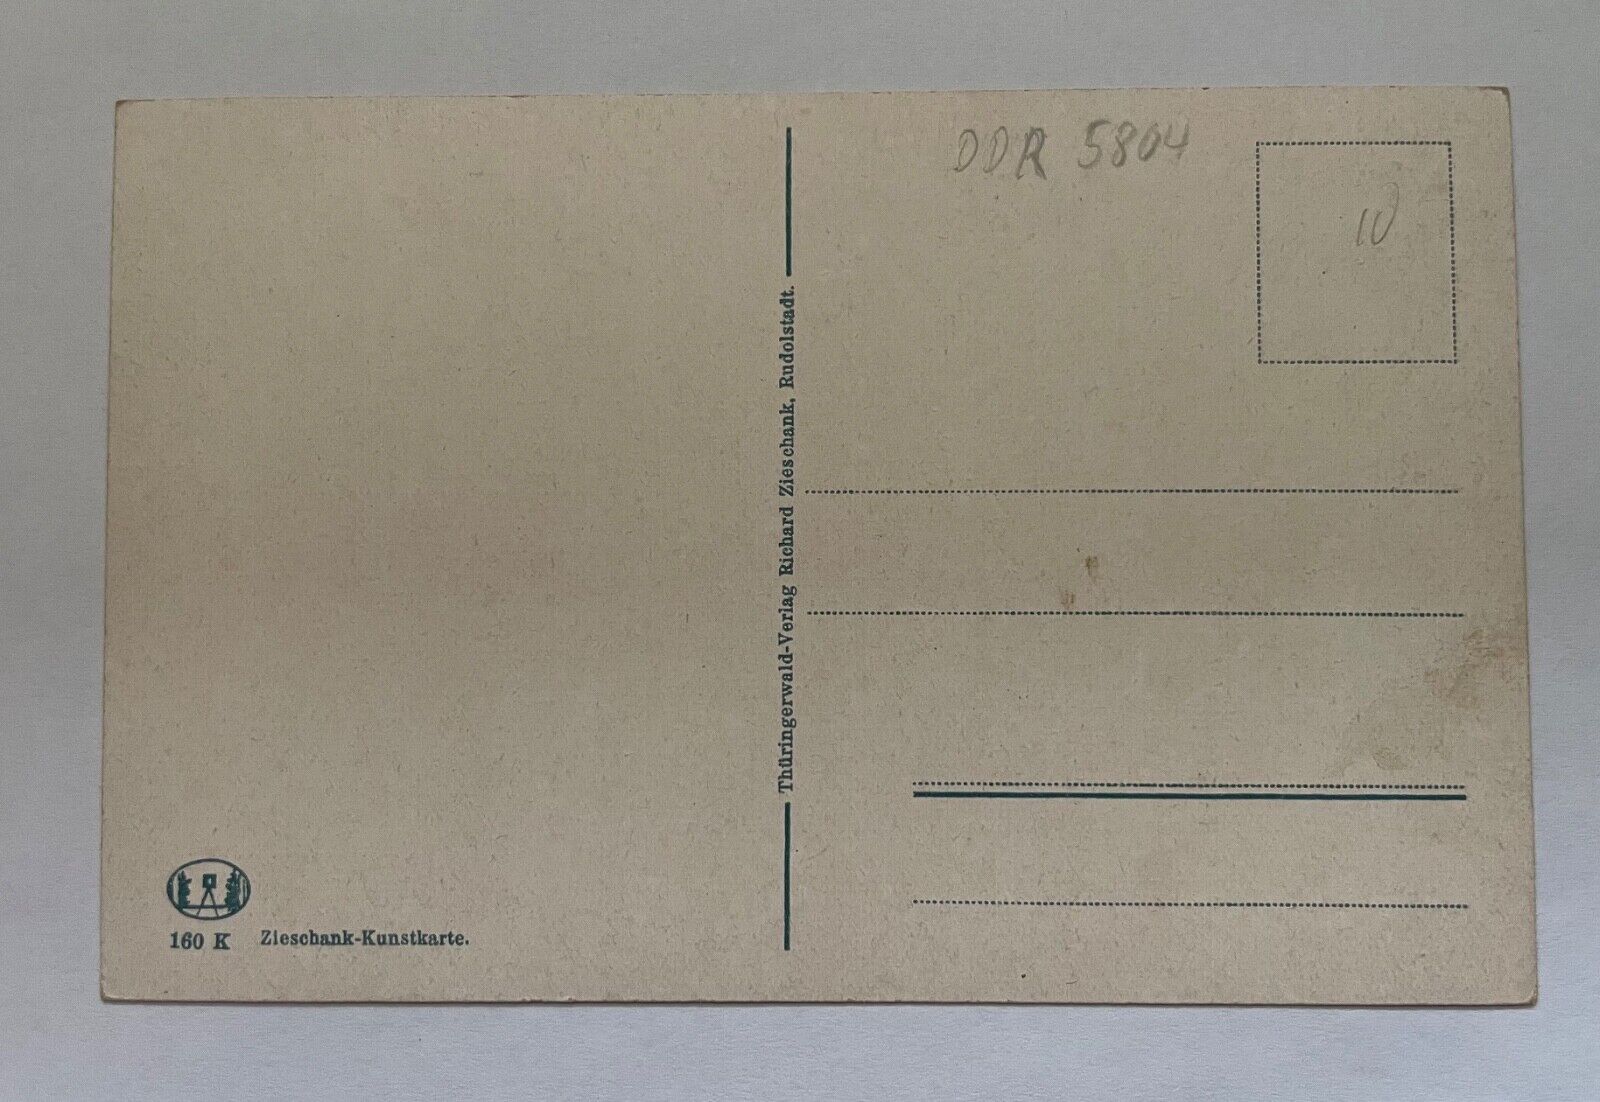 DDR 5804
10
Thüringerwald-Verlag Richard Zieschank, Rudolstadt.
160 K Zieschank-Kunstkarte.